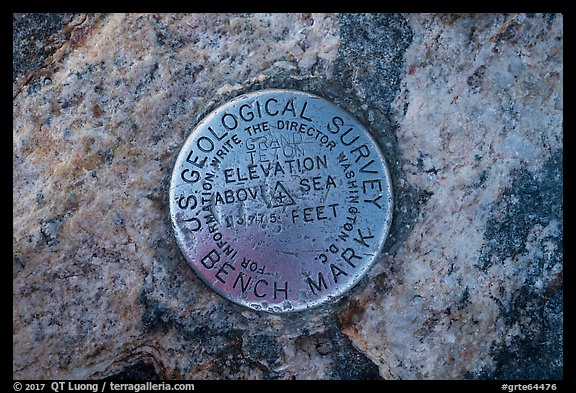 U.S. GEOLOGICAL SURVEY
FOR INFORMATION WRITE THE DIRECTOR WASHINGTON, D.C.
GRAND
TETON
ELEVATION
ABOVE SEA
13775 FEET
BENCH MARK
© 2017 QT Luong / terragalleria.com
#grte64476